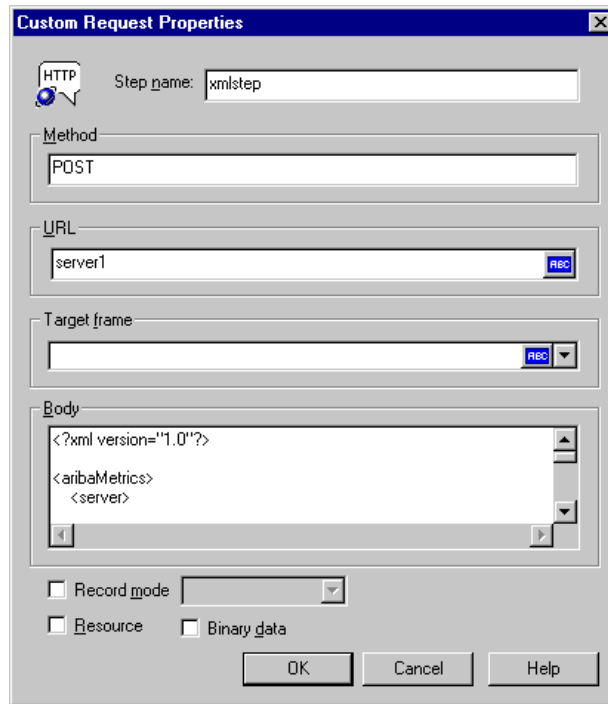 Custom Request Properties
HTTP
Step name: xmlstep
Method
POST
URL
server1 ABC
Target frame
ABC
Body
<?xml version="1.0"?>
<aribaMetrics>
<server>
Record mode
Resource Binary data
OK Cancel Help